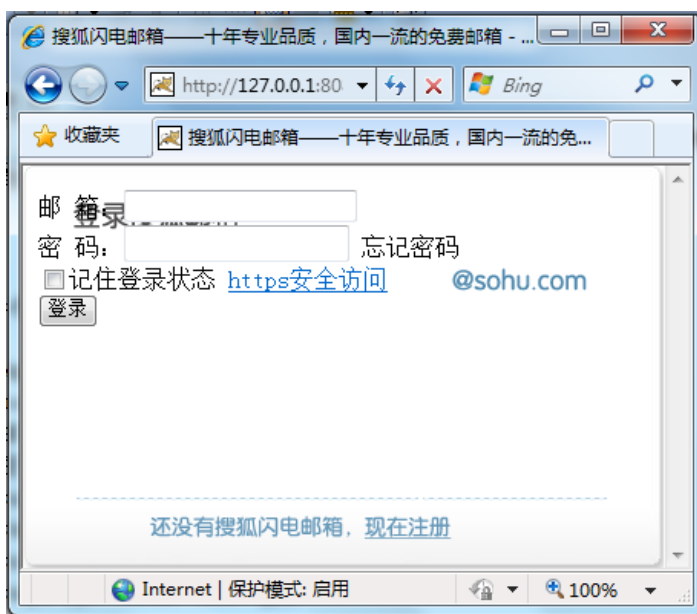 搜狐闪电邮箱——十年专业品质，国内一流的免费邮箱 - ...
http://127.0.0.1:80
Bing
收藏夹
搜狐闪电邮箱——十年专业品质，国内一流的免...
邮 箱：
登录
密 码： 忘记密码
记住登录状态 https安全访问 @sohu.com
登录
还没有搜狐闪电邮箱，现在注册
Internet | 保护模式: 启用
100%